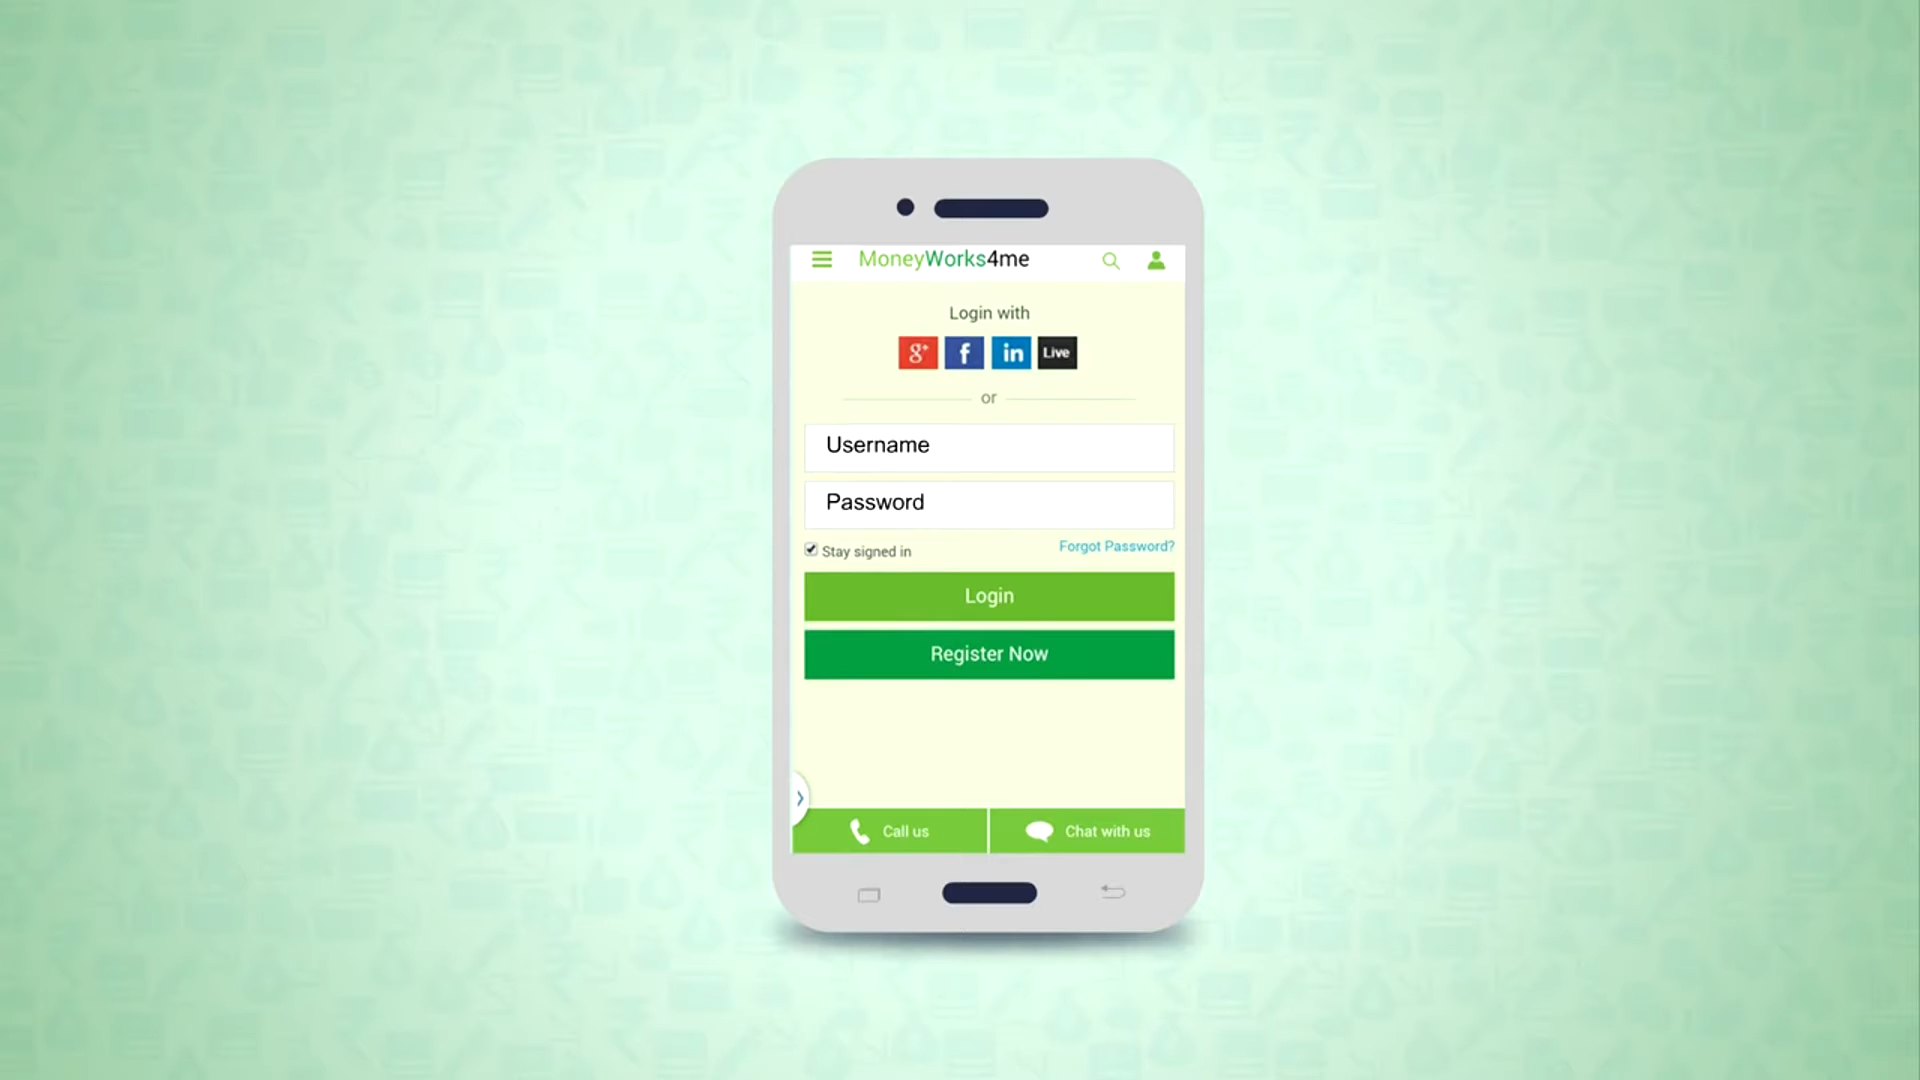 MoneyWorks4me
Login with
g+ f in Live
or
Username
Password
Stay signed in
Forgot Password?
Login
Register Now
Call us
Chat with us